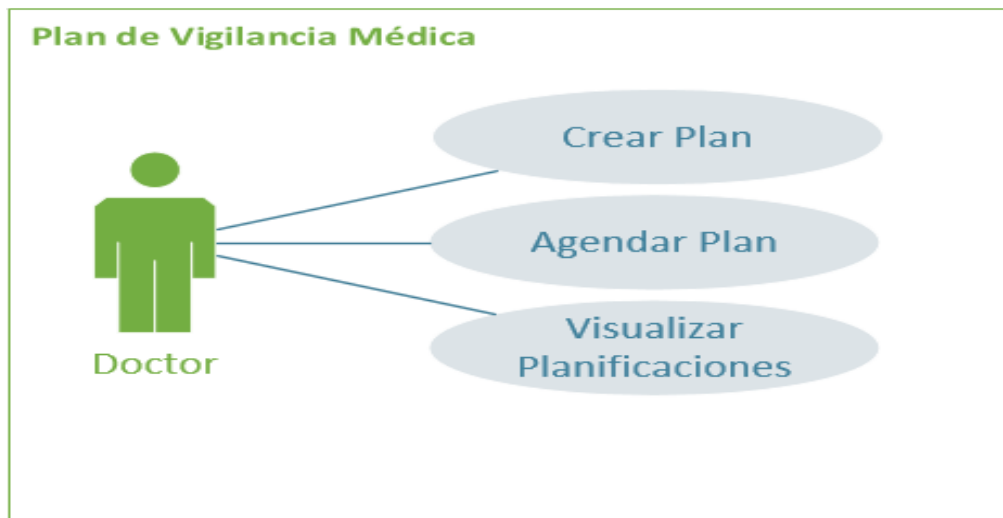 Plan de Vigilancia Médica
Crear Plan
Agendar Plan
Visualizar
Planificaciones
Doctor